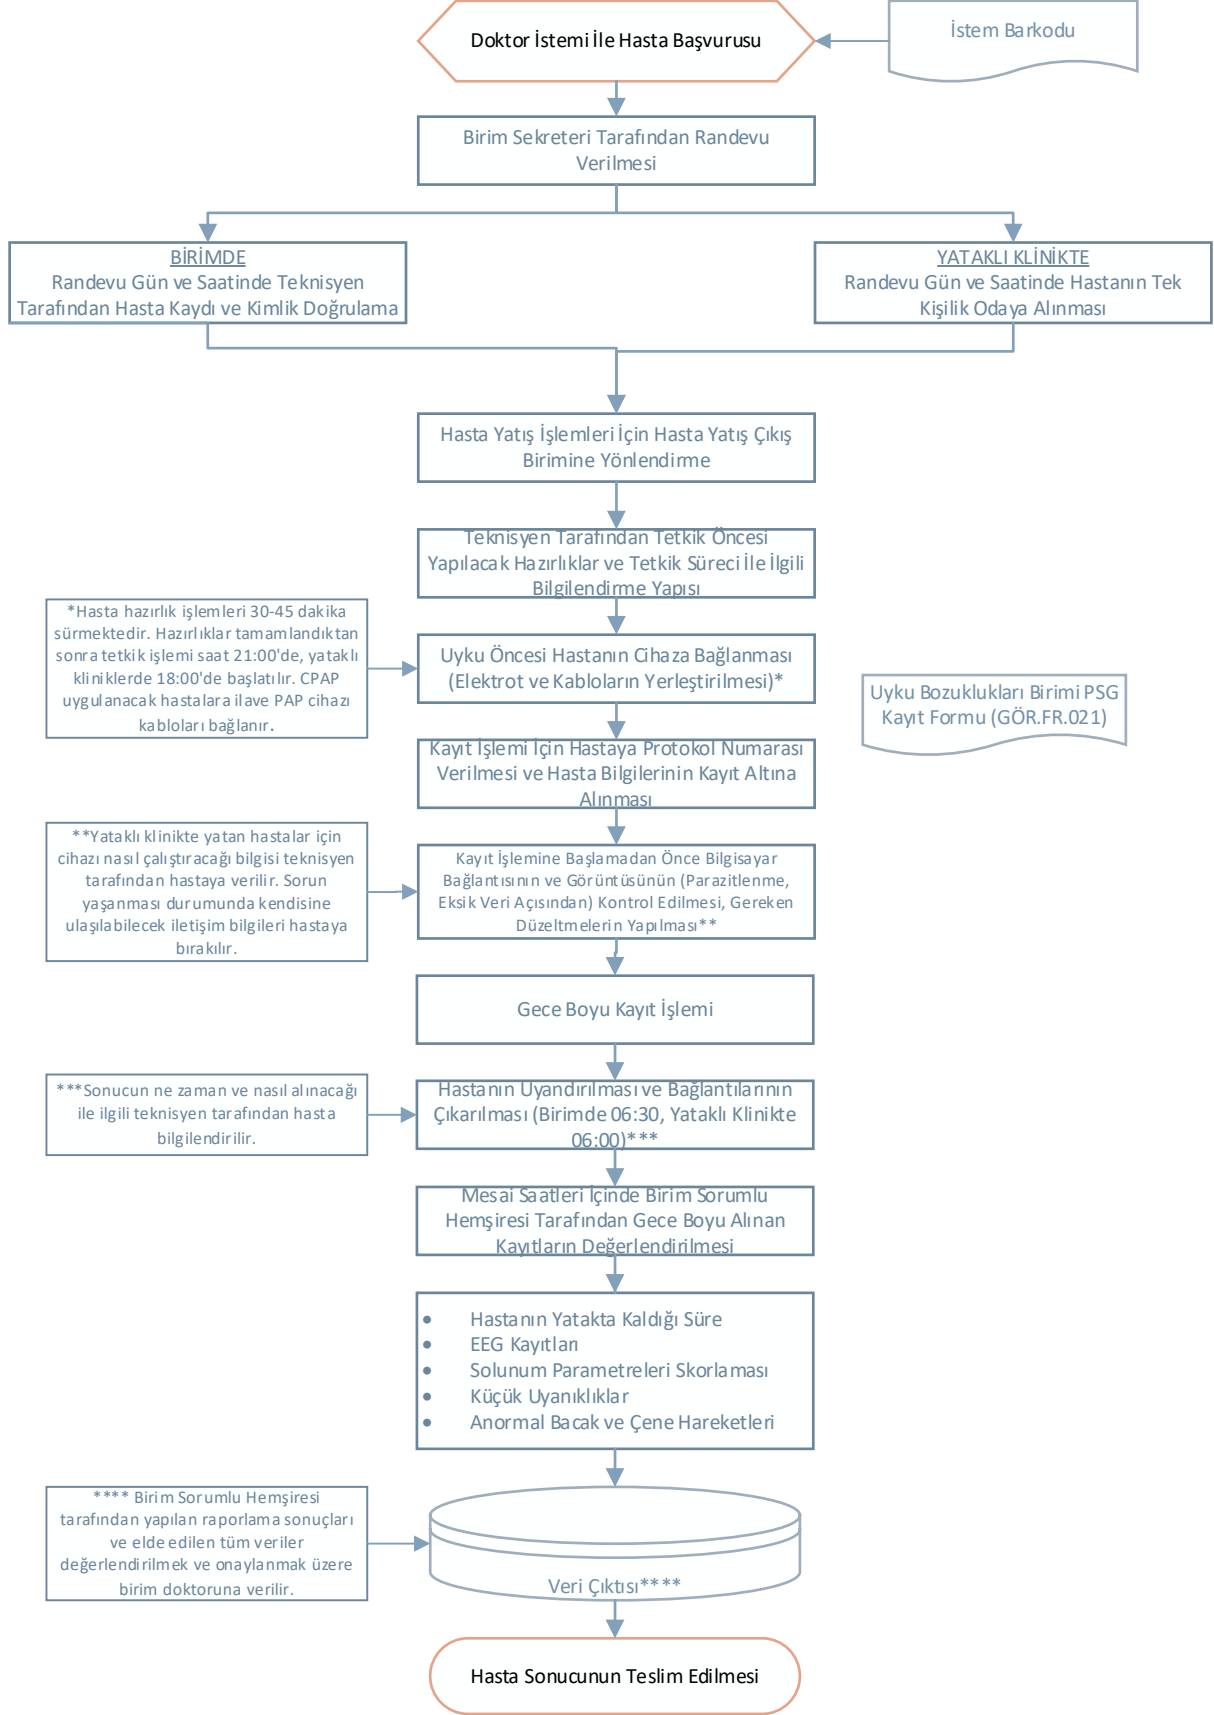 Doktor İstemi İle Hasta Başvurusu
İstem Barkodu
Birim Sekreteri Tarafından Randevu
Verilmesi
BİRİMDE
Randevu Gün ve Saatinde Teknisyen
Tarafından Hasta Kaydı ve Kimlik Doğrulama
YATAKLI KLİNİKTE
Randevu Gün ve Saatinde Hastanın Tek
Kişilik Odaya Alınması
Hasta Yatış İşlemleri İçin Hasta Yatış Çıkış
Birimine Yönlendirme
Teknisyen Tarafından Tetkik Öncesi
Yapılacak Hazırlıklar ve Tetkik Süreci İle İlgili
Bilgilendirme Yapısı
*Hasta hazırlık işlemleri 30-45 dakika
sürmektedir. Hazırlıklar tamamlandıktan
sonra tetkik işlemi saat 21:00'de, yataklı
kliniklerde 18:00'de başlatılır. CPAP
uygulanacak hastalara ilave PAP cihazı
kabloları bağlanır.
Uyku Öncesi Hastanın Cihaza Bağlanması
(Elektrot ve Kabloların Yerleştirilmesi)*
Uyku Bozuklukları Birimi PSG
Kayıt Formu (GÖR.FR.021)
Kayıt İşlemi İçin Hastaya Protokol Numarası
Verilmesi ve Hasta Bilgilerinin Kayıt Altına
Alınması
**Yataklı klinikte yatan hastalar için
cihazı nasıl çalıştıracağı bilgisi teknisyen
tarafından hastaya verilir. Sorun
yaşanması durumunda kendisine
ulaşılabilecek iletişim bilgileri hastaya
bırakılır.
Kayıt İşlemine Başlamadan Önce Bilgisayar
Bağlantısının ve Görüntüsünün (Parazitlenme,
Eksik Veri Açısından) Kontrol Edilmesi, Gereken
Düzeltmelerin Yapılması**
Gece Boyu Kayıt İşlemi
***Sonucun ne zaman ve nasıl alınacağı
ile ilgili teknisyen tarafından hasta
bilgilendirilir.
Hastanın Uyandırılması ve Bağlantılarının
Çıkarılması (Birimde 06:30, Yataklı Klinikte
06:00)***
Mesai Saatleri İçinde Birim Sorumlu
Hemşiresi Tarafından Gece Boyu Alınan
Kayıtların Değerlendirilmesi
• Hastanın Yatakta Kaldığı Süre
• EEG Kayıtları
• Solunum Parametreleri Skorlaması
• Küçük Uyanıklıklar
• Anormal Bacak ve Çene Hareketleri
**** Birim Sorumlu Hemşiresi
tarafından yapılan raporlama sonuçları
ve elde edilen tüm veriler
değerlendirilmek ve onaylanmak üzere
birim doktoruna verilir.
Veri Çıktısı****
Hasta Sonucunun Teslim Edilmesi